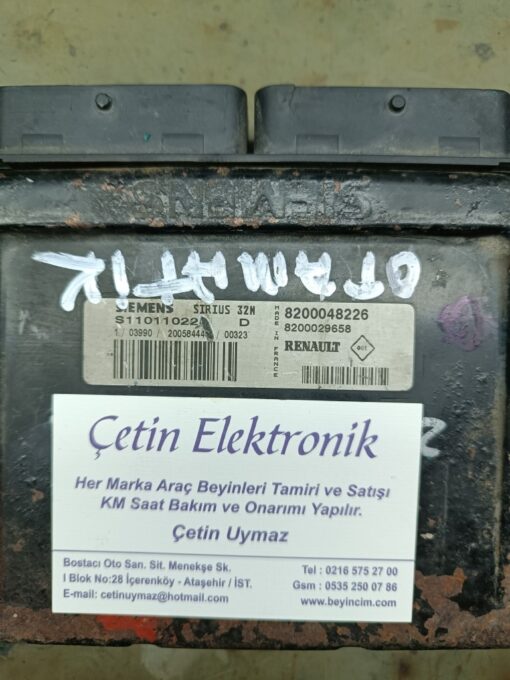 SIEMENS
OTAMATİK
SIEMENS SIRIUS 32N
S110110221 D
1 / 03990 / 20058444 / 00323
MADE IN FRANCE
8200048226
8200029658
RENAULT
Çetin Elektronik
Her Marka Araç Beyinleri Tamiri ve Satışı
KM Saat Bakım ve Onarımı Yapılır.
Çetin Uymaz
Bostacı Oto San. Sit. Menekşe Sk.
I Blok No:28 İçerenköy - Ataşehir / İST.
E-mail: cetinuymaz@hotmail.com
Tel : 0216 575 27 00
Gsm : 0535 250 07 86
www.beyincim.com